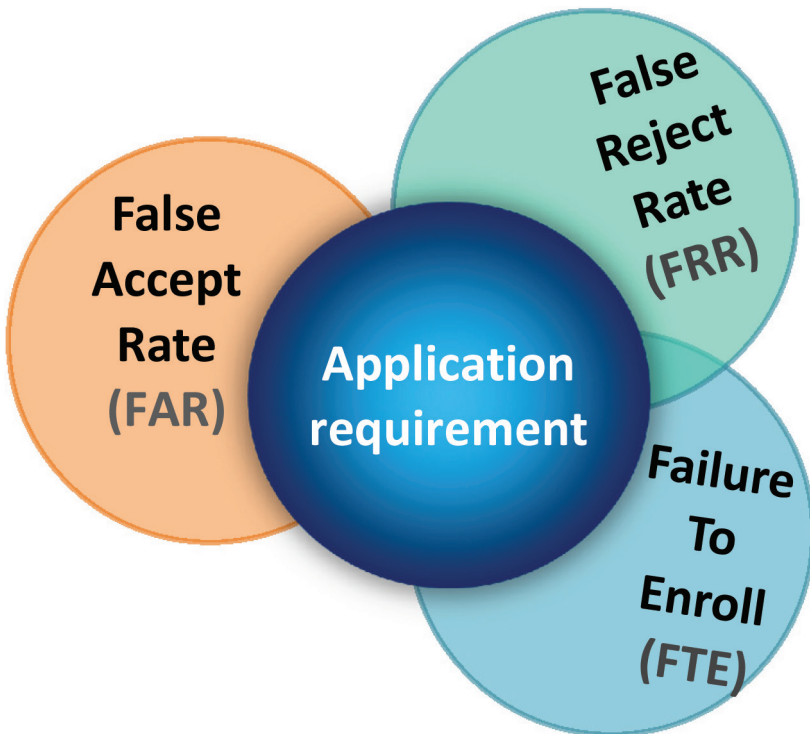 False
Accept
Rate
(FAR)
Application
requirement
False
Reject
Rate
(FRR)
Failure
To
Enroll
(FTE)